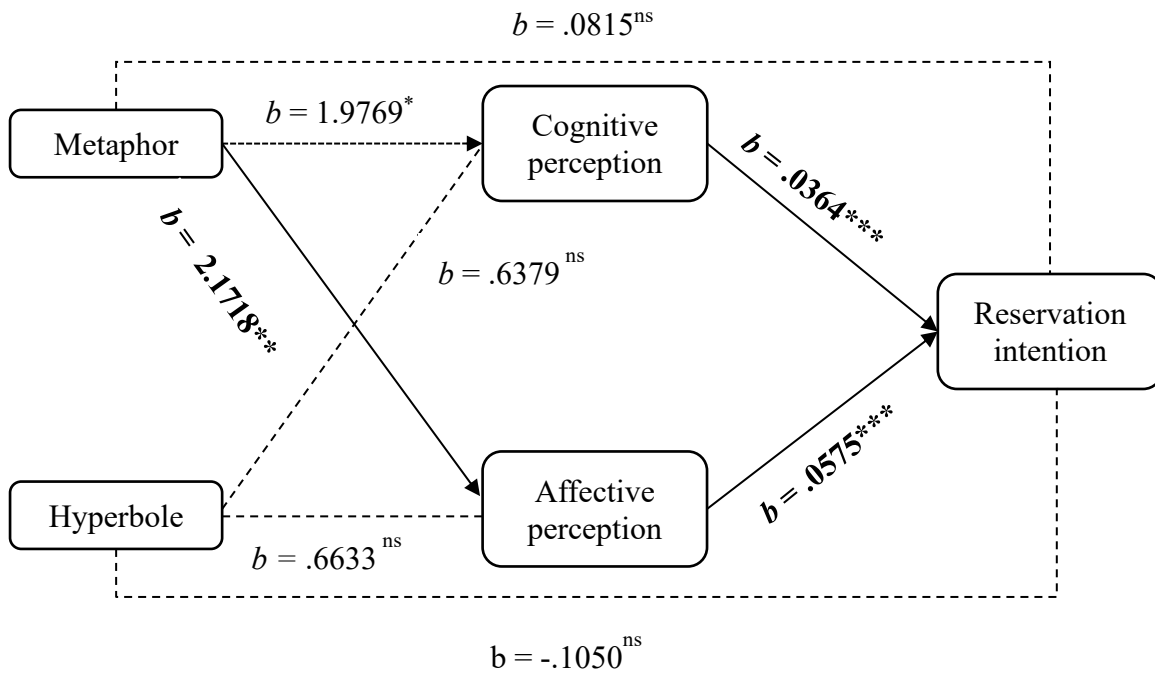 b = .0815ns
Metaphor
b = 1.9769*
Cognitive
perception
b = .0364***
b = 2.1718**
b = .6379 ns
Reservation
intention
Hyperbole
b = .6633 ns
Affective
perception
b = .0575***
b = -.1050ns